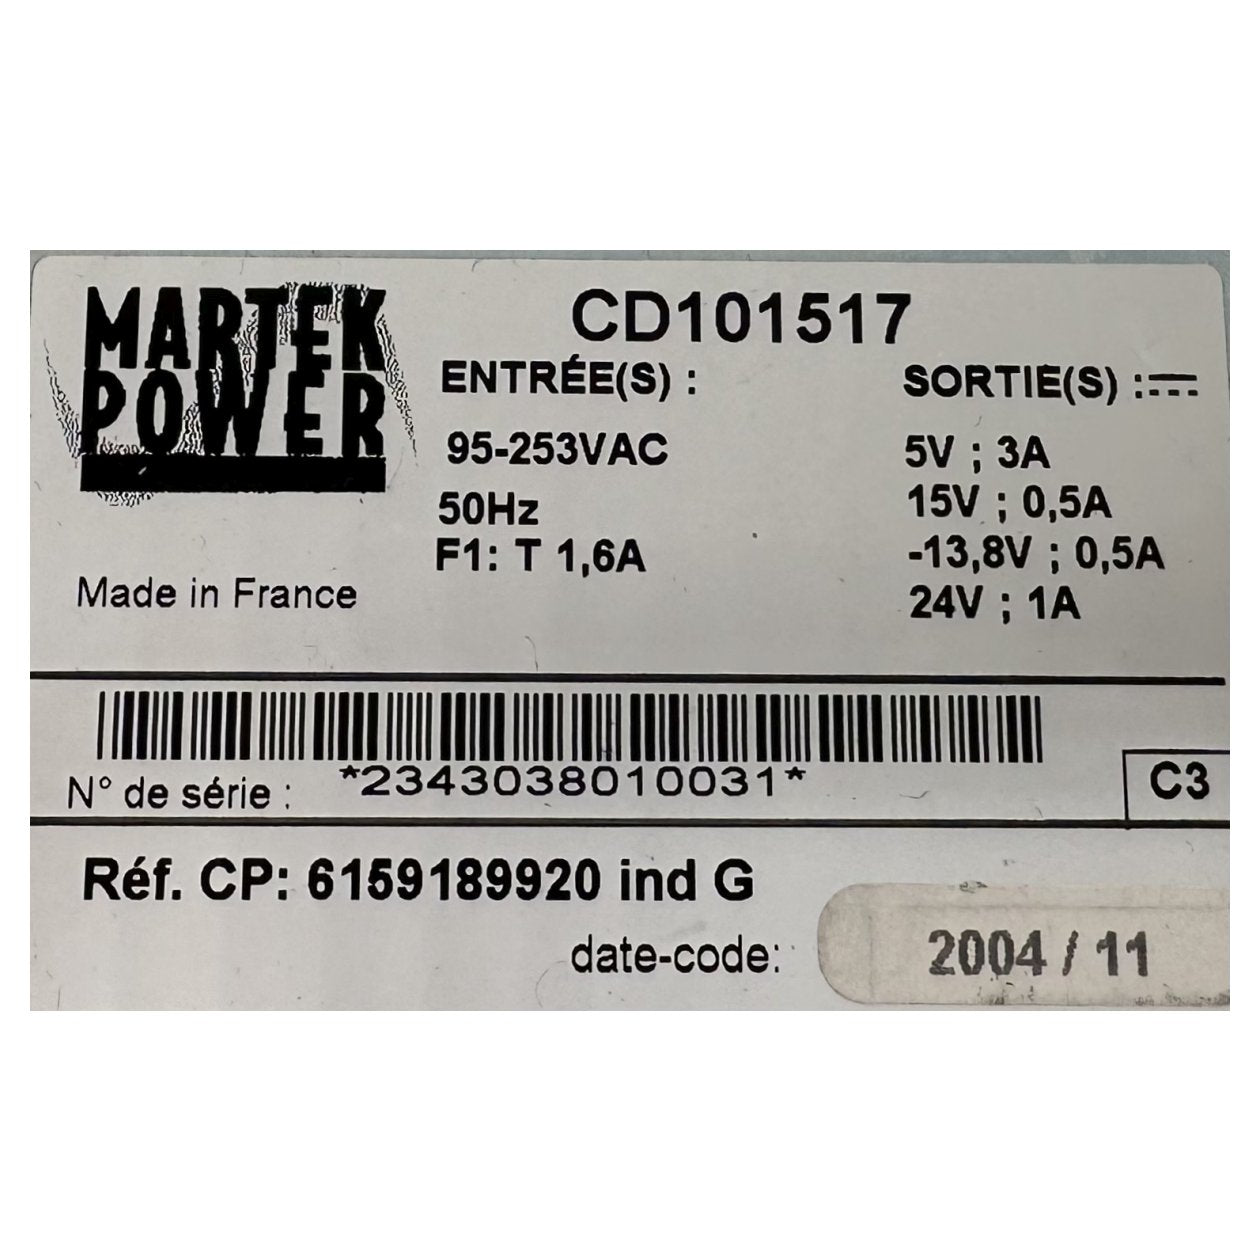 MARTEK
POWER
CD101517
ENTRÉE(S) :
95-253VAC
50Hz
F1: T 1,6A
SORTIE(S) :
5V ; 3A
15V ; 0,5A
-13,8V ; 0,5A
24V ; 1A
Made in France
N° de série : *2343038010031*
C3
Réf. CP: 6159189920 ind G
date-code: 2004 / 11